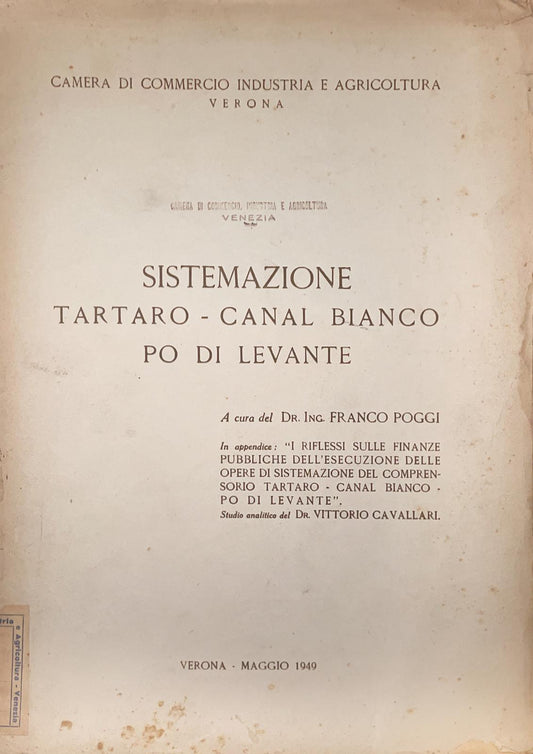 CAMERA DI COMMERCIO INDUSTRIA E AGRICOLTURA
VERONA
CAMERA DI COMMERCIO, INDUSTRIA E AGRICOLTURA
VENEZIA
SISTEMAZIONE
TARTARO - CANAL BIANCO
PO DI LEVANTE
A cura del DR. ING. FRANCO POGGI
In appendice: "I RIFLESSI SULLE FINANZE
PUBBLICHE DELL'ESECUZIONE DELLE
OPERE DI SISTEMAZIONE DEL COMPREN-
SORIO TARTARO - CANAL BIANCO -
PO DI LEVANTE".
Studio analitico del DR. VITTORIO CAVALLARI.
e Agricoltura - Venezia
VERONA - MAGGIO 1949